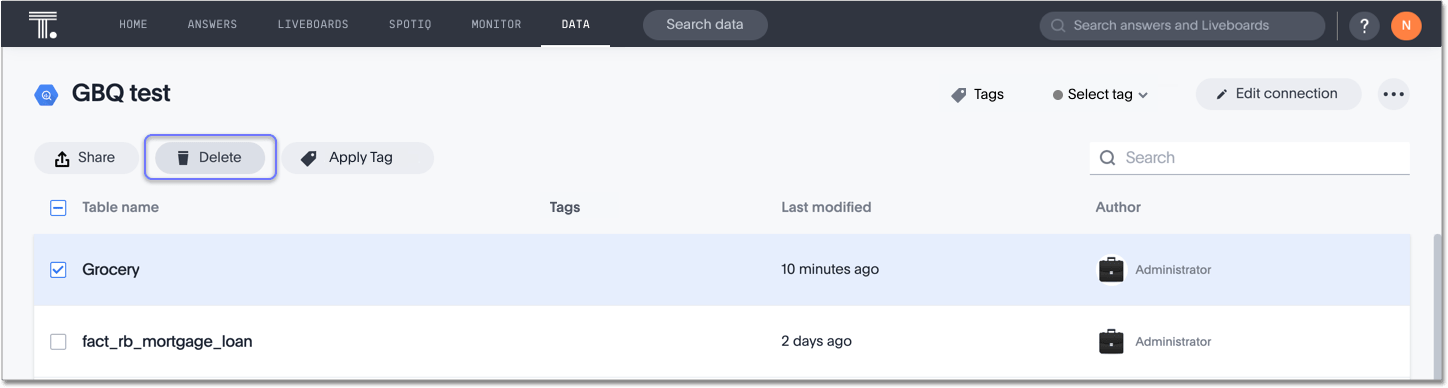 T. HOME ANSWERS LIVEBOARDS SPOTIQ MONITOR DATA Search data Search answers and Liveboards ? N
GBQ test Tags Select tag Edit connection
Share Delete Apply Tag Search
Table name Tags Last modified Author
Grocery 10 minutes ago Administrator
fact_rb_mortgage_loan 2 days ago Administrator